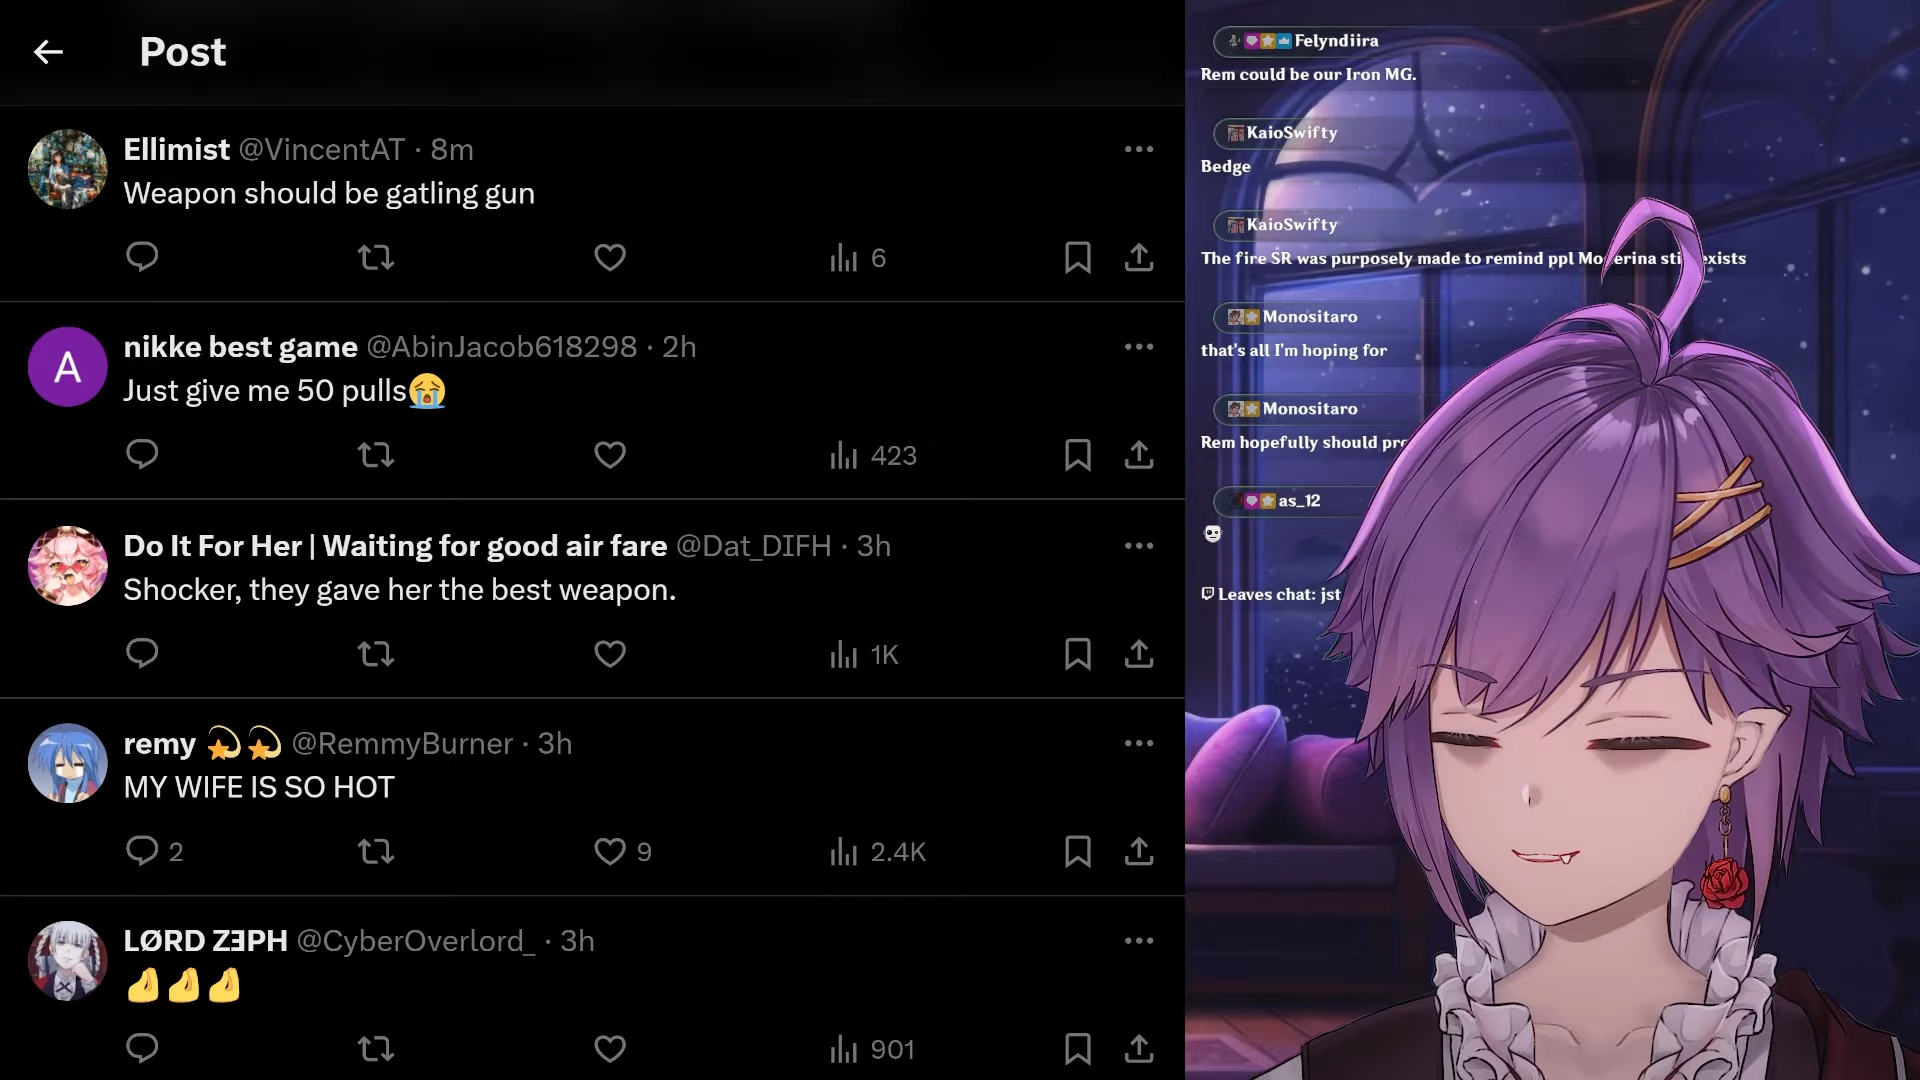 Post
Ellimist @VincentAT · 8m
Weapon should be gatling gun
6
nikke best game @AbinJacob618298 · 2h
Just give me 50 pulls😭
423
A
Do It For Her | Waiting for good air fare @Dat_DIFH · 3h
Shocker, they gave her the best weapon.
1K
remy 💫💫 @RemmyBurner · 3h
MY WIFE IS SO HOT
2 9 2.4K
LØRD ZƎPH @CyberOverlord_ · 3h
🤌🤌🤌
901
Felyndiira
Rem could be our Iron MG.
KaioSwifty
Bedge
KaioSwifty
The fire SR was purposely made to remind ppl
Monositaro
that's all I'm hoping for
Monositaro
Rem hopefully should
as_12
Leaves chat: jst